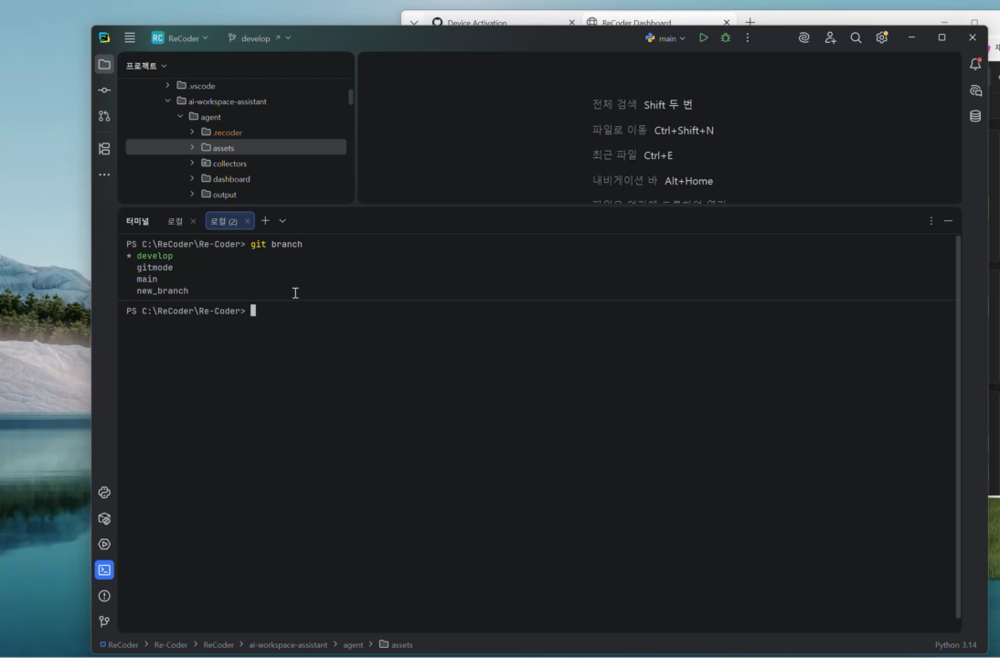 Device Activation
ReCoder Dashboard
RC ReCoder
develop
main
프로젝트
.vscode
ai-workspace-assistant
agent
.recoder
assets
collectors
dashboard
output
전체 검색 Shift 두 번
파일로 이동 Ctrl+Shift+N
최근 파일 Ctrl+E
내비게이션 바 Alt+Home
터미널
로컬
로컬 (2)
PS C:\ReCoder\Re-Coder> git branch
* develop
gitmode
main
new_branch
PS C:\ReCoder\Re-Coder>
ReCoder > Re-Coder > ReCoder > ai-workspace-assistant > agent > assets
Python 3.14